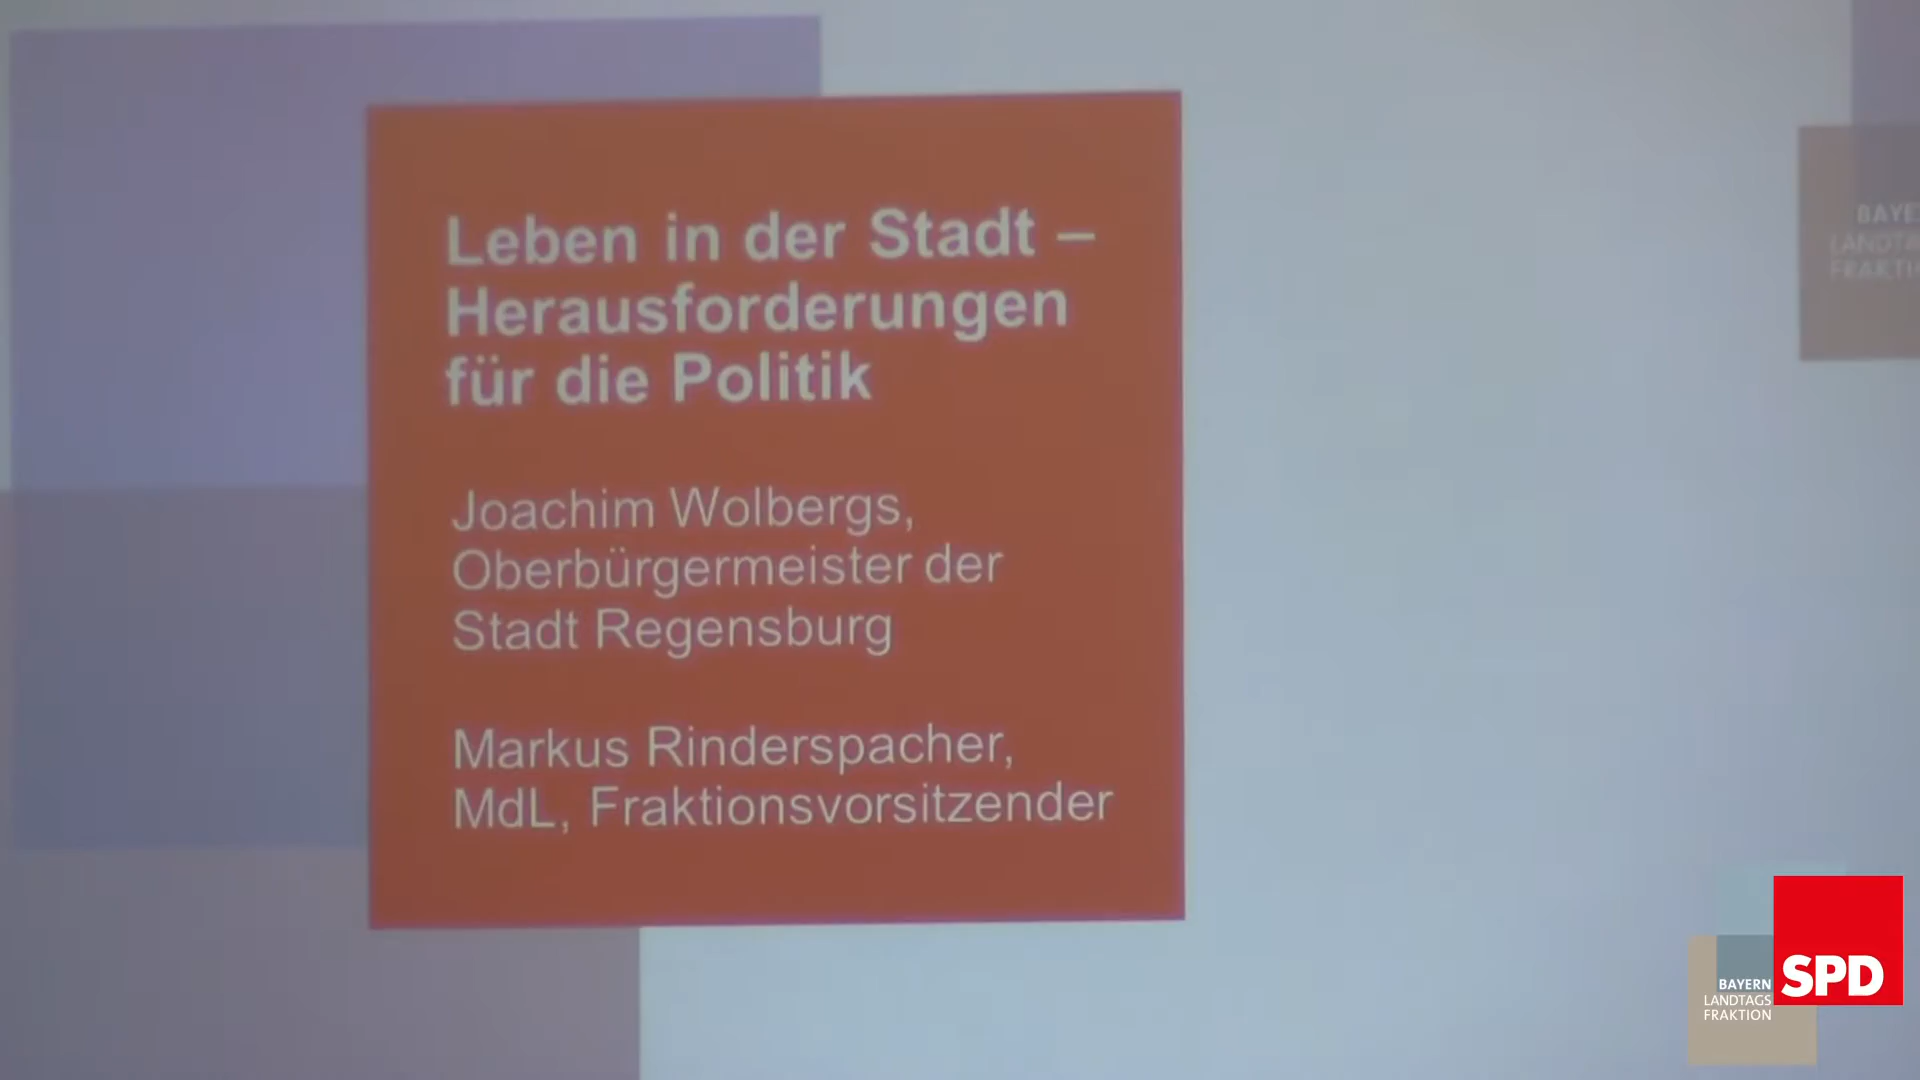 Leben in der Stadt –
Herausforderungen
für die Politik
Joachim Wolbergs,
Oberbürgermeister der
Stadt Regensburg
Markus Rinderspacher,
MdL, Fraktionsvorsitzender
BAYERN
LANDTAGS
FRAKTION
SPD